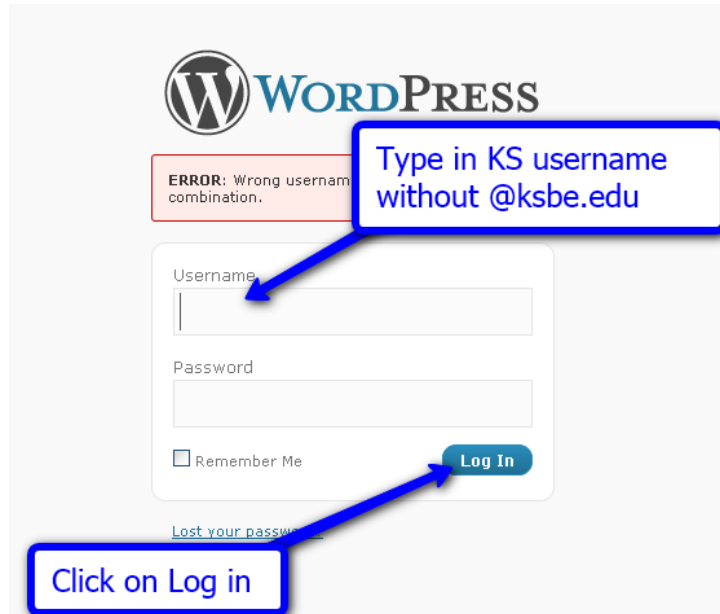 WORDPRESS
ERROR: Wrong usernam
combination.
Type in KS username
without @ksbe.edu
Username
Password
Remember Me
Log In
Lost your passw
Click on Log in